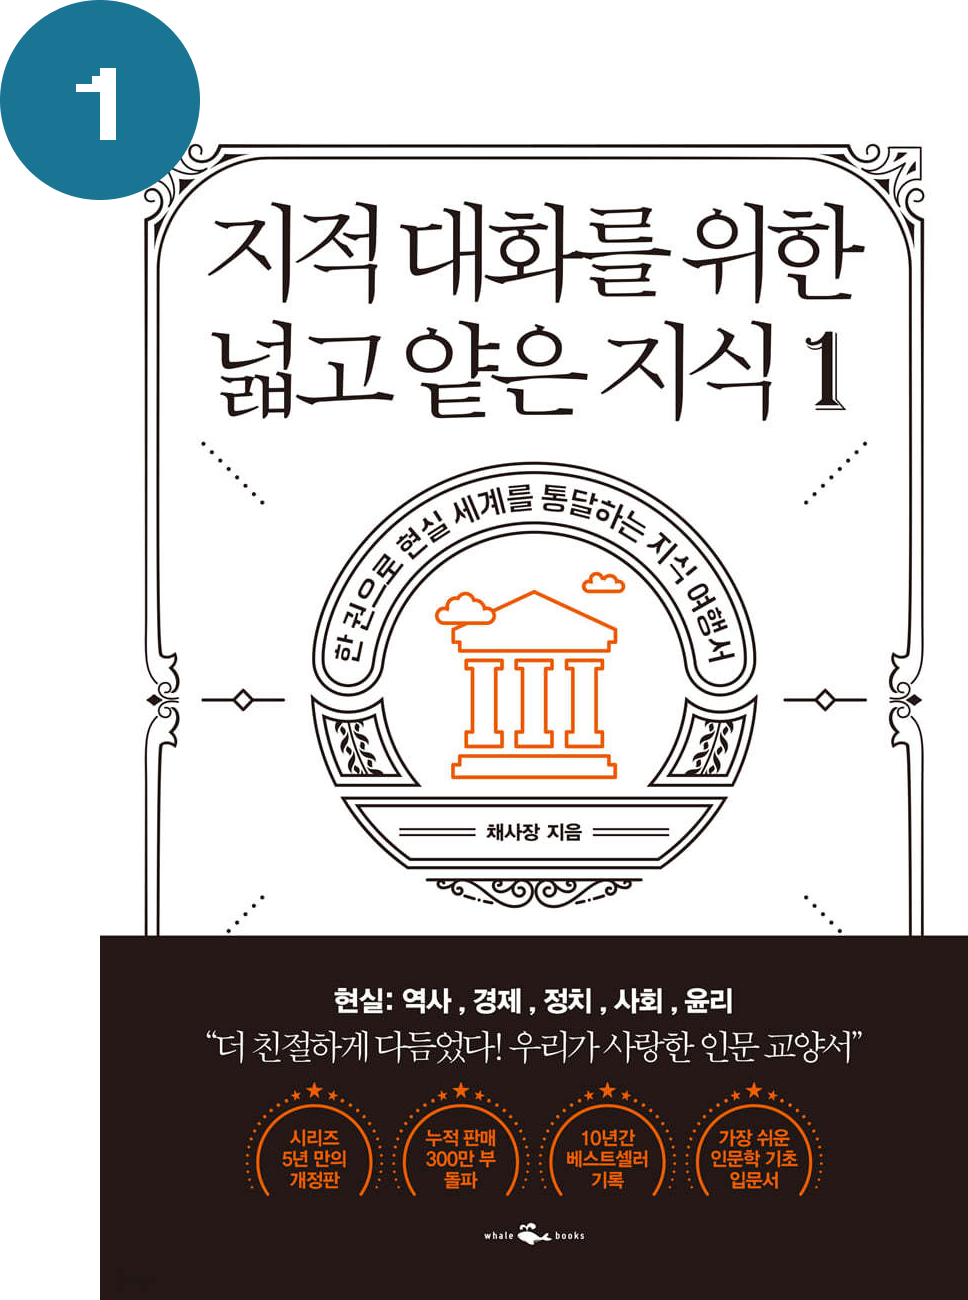 1
지적 대화를 위한
넓고 얕은 지식 1
한 권으로 현실 세계를 통달하는 지식 여행서
채사장 지음
현실: 역사, 경제, 정치, 사회, 윤리
“더 친절하게 다듬었다! 우리가 사랑한 인문 교양서”
시리즈
5년 만의
개정판
누적 판매
300만 부
돌파
10년간
베스트셀러
기록
가장 쉬운
인문학 기초
입문서
whale books